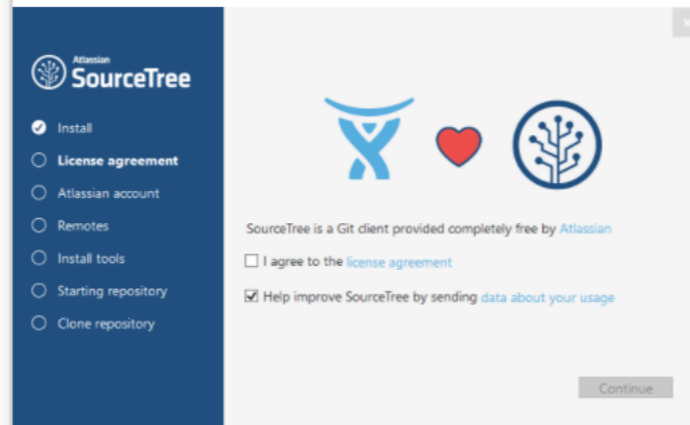 Atlassian
SourceTree
Install
License agreement
Atlassian account
Remotes
Install tools
Starting repository
Clone repository
SourceTree is a Git client provided completely free by Atlassian
I agree to the license agreement
Help improve SourceTree by sending data about your usage
Continue